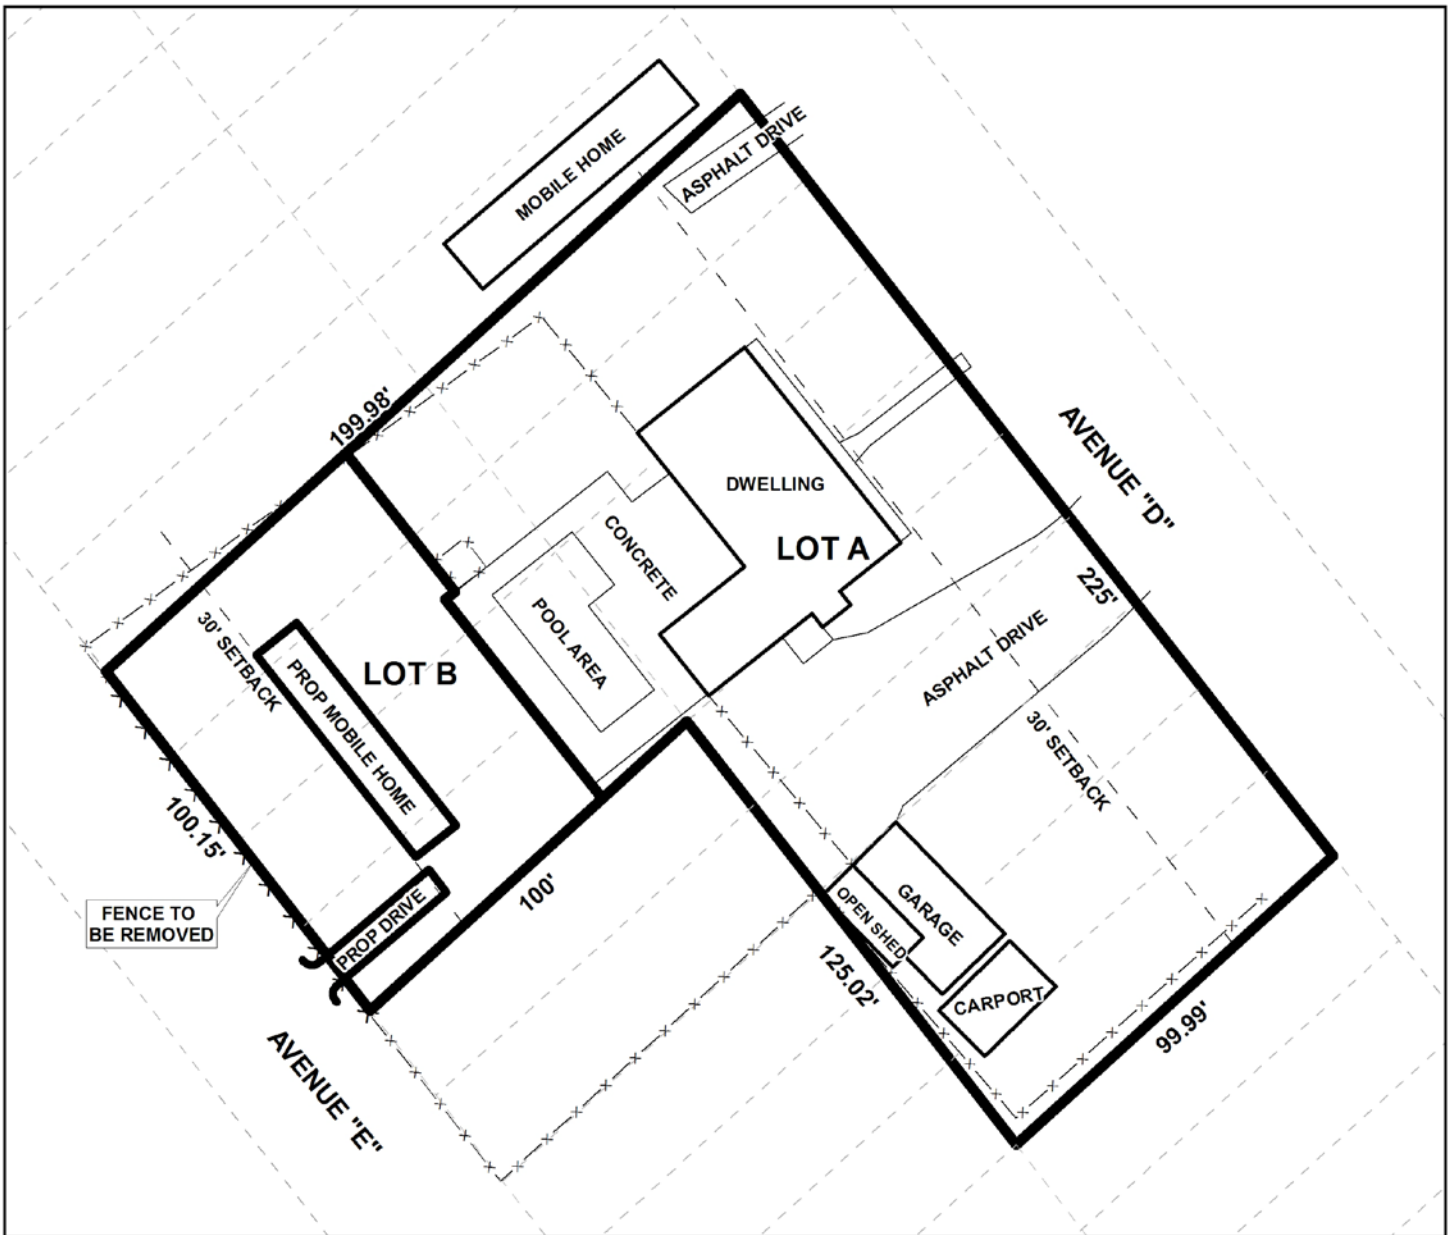 ASPHALT DRIVE
MOBILE HOME
199.98'
AVENUE "D"
DWELLING
LOT A
CONCRETE
225'
POOL AREA
30' SETBACK
LOT B
PROP MOBILE HOME
ASPHALT DRIVE
30' SETBACK
100.15'
100'
FENCE TO
BE REMOVED
PROP DRIVE
GARAGE
OPEN SHED
125.02'
CARPORT
99.99'
AVENUE "E"